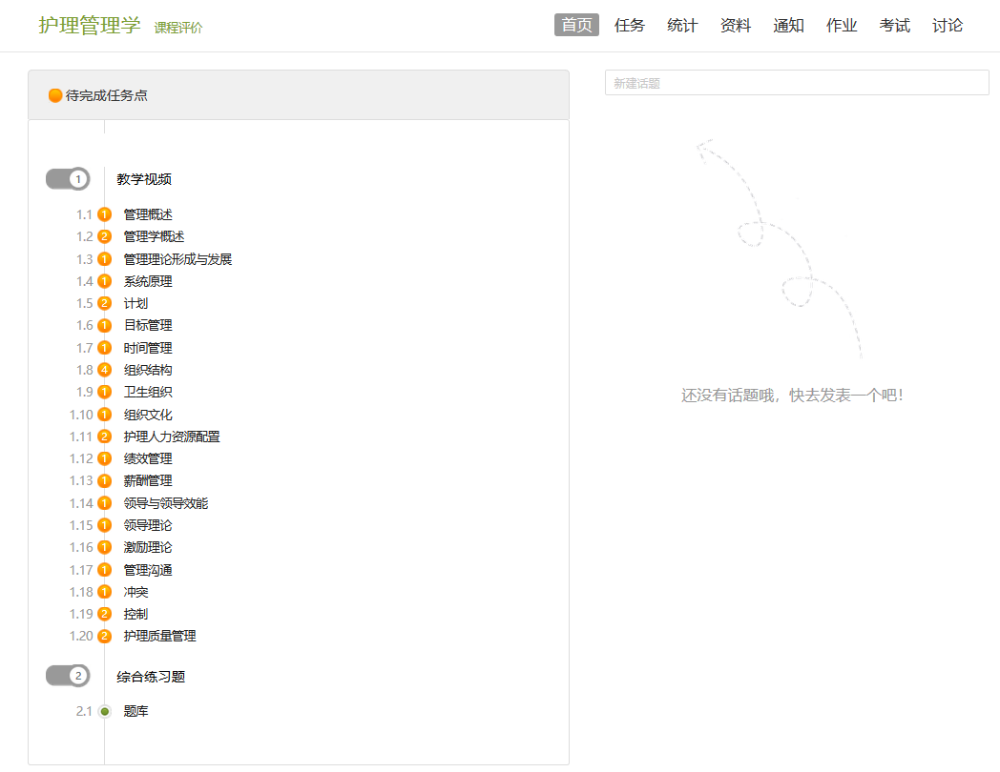 护理管理学 课程评价
首页 任务 统计 资料 通知 作业 考试 讨论
待完成任务点
新建话题
1 教学视频
1.1 1 管理概述
1.2 2 管理学概述
1.3 1 管理理论形成与发展
1.4 1 系统原理
1.5 2 计划
1.6 1 目标管理
1.7 1 时间管理
1.8 4 组织结构
1.9 1 卫生组织
1.10 1 组织文化
1.11 2 护理人力资源配置
1.12 1 绩效管理
1.13 1 薪酬管理
1.14 1 领导与领导效能
1.15 1 领导理论
1.16 1 激励理论
1.17 1 管理沟通
1.18 1 冲突
1.19 2 控制
1.20 2 护理质量管理
2 综合练习题
2.1 题库
还没有话题哦，快去发表一个吧！